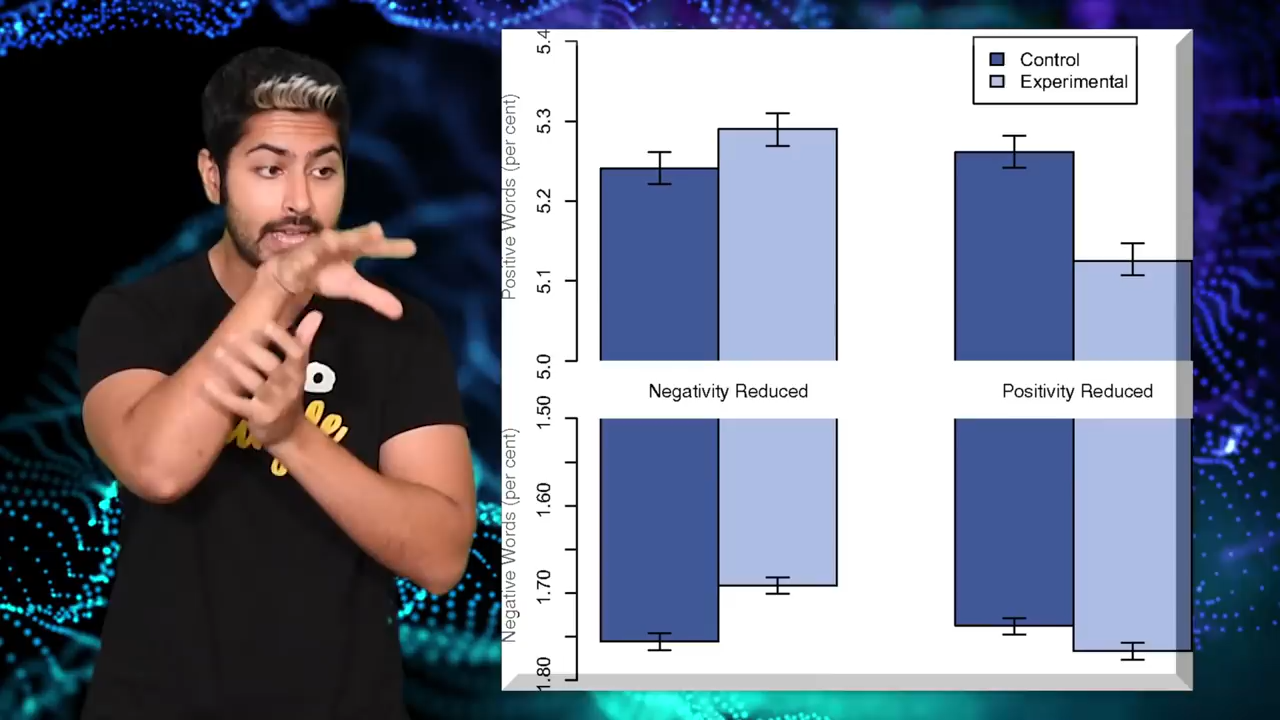 Control
Experimental
Positive Words (per cent)
5.4
5.3
5.2
5.1
5.0
Negativity Reduced
Positivity Reduced
Negative Words (per cent)
1.50
1.60
1.70
1.80